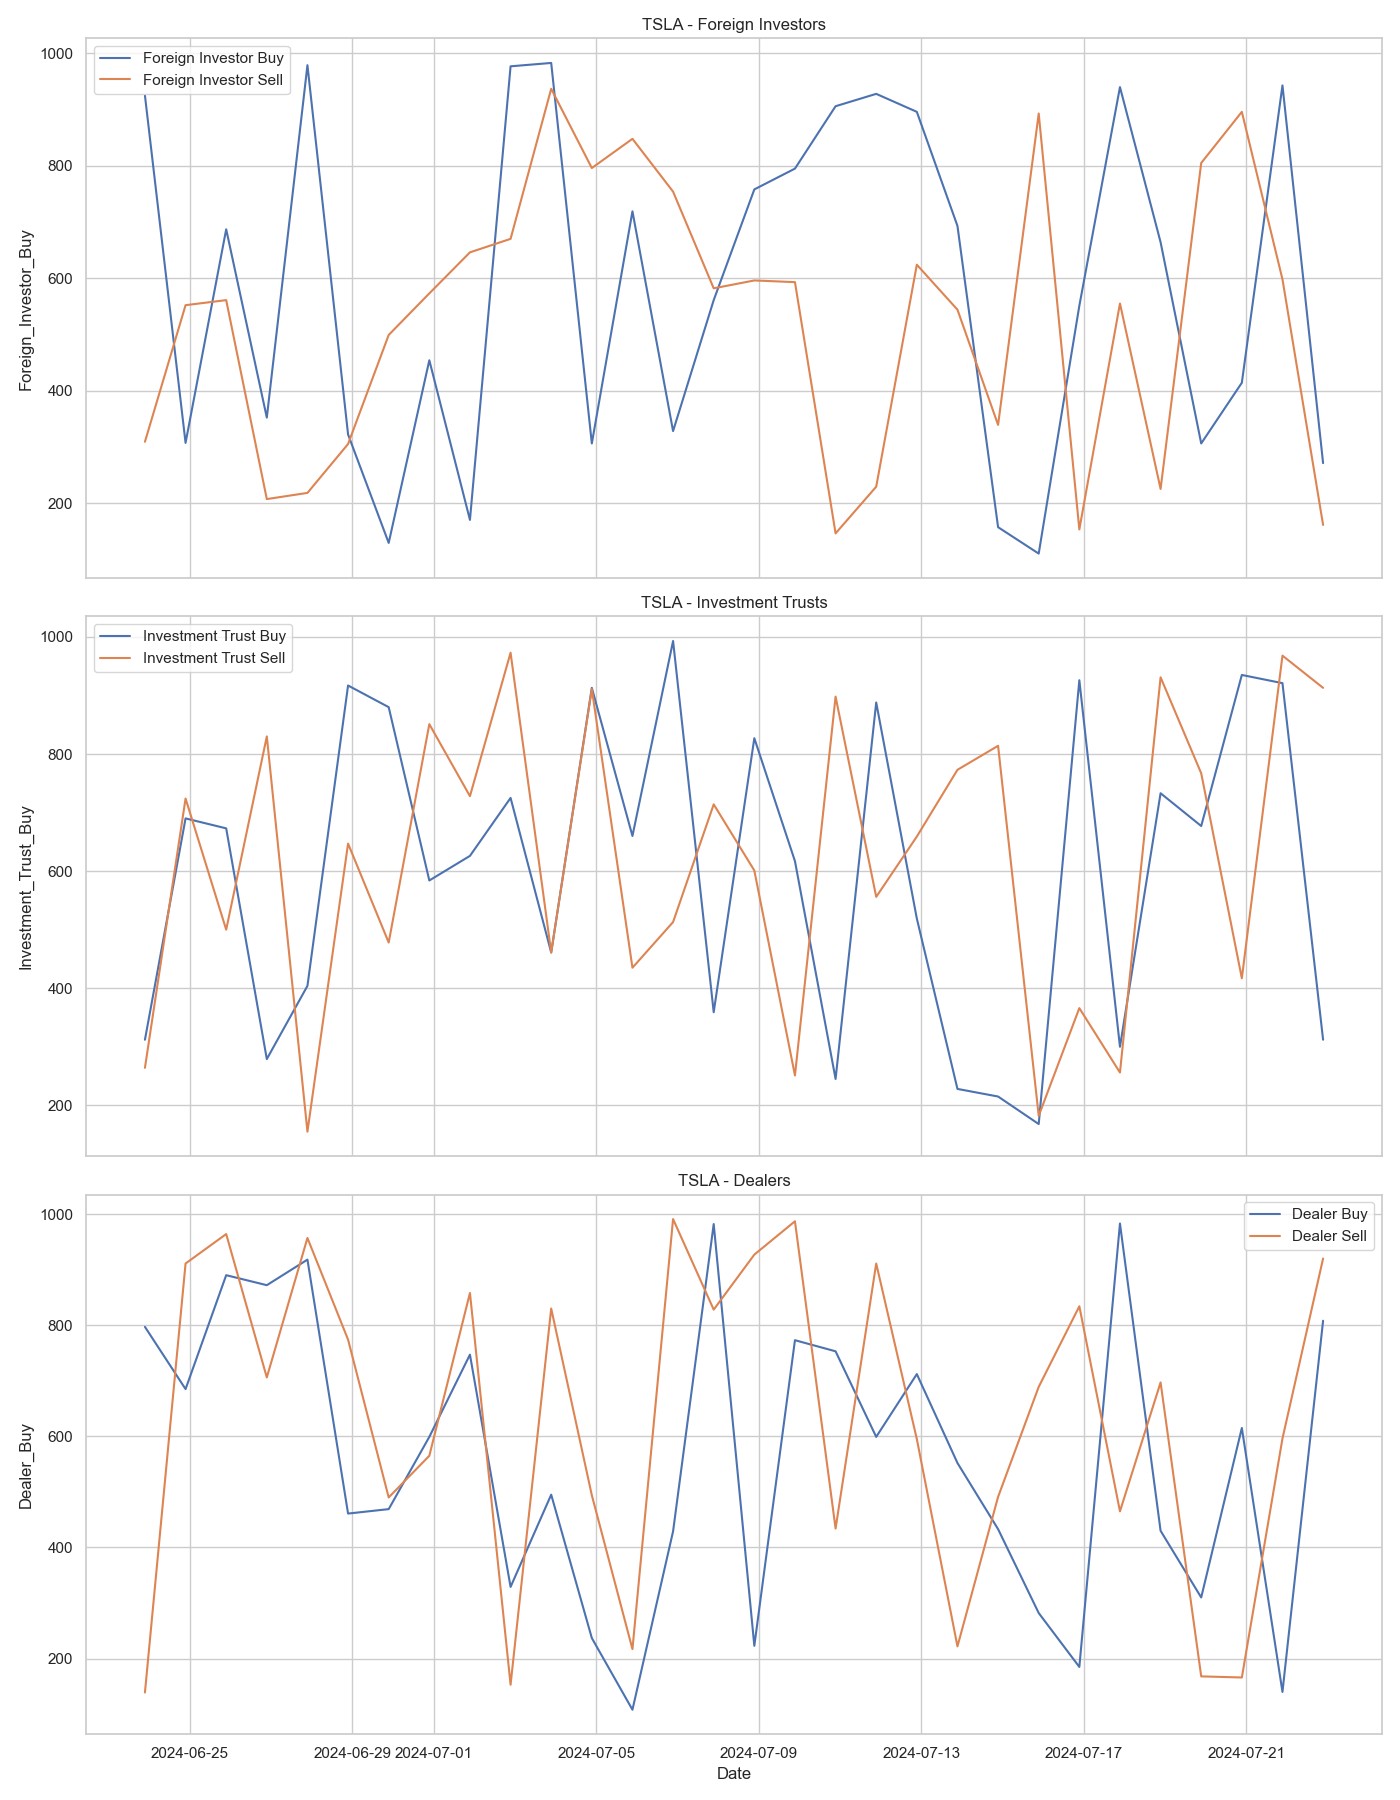 TSLA - Foreign Investors
Foreign Investor Buy
Foreign Investor Sell
1000
800
600
400
200
Foreign_Investor_Buy
TSLA - Investment Trusts
Investment Trust Buy
Investment Trust Sell
1000
800
600
400
200
Investment_Trust_Buy
TSLA - Dealers
Dealer Buy
Dealer Sell
1000
800
600
400
200
Dealer_Buy
2024-06-25 2024-06-29 2024-07-01 2024-07-05 2024-07-09 2024-07-13 2024-07-17 2024-07-21
Date